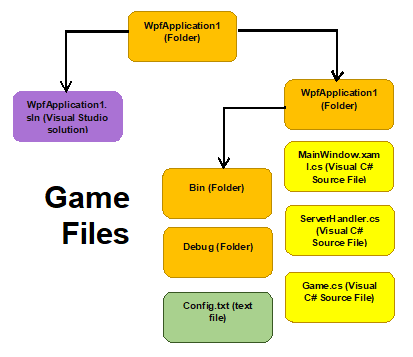 WpfApplication1
(Folder)
WpfApplication1.
sln (Visual Studio
solution)
WpfApplication1
(Folder)
MainWindow.xam
l.cs (Visual C#
Source File)
Bin (Folder)
Game
Files
ServerHandler.cs
(Visual C#
Source File)
Debug (Folder)
Config.txt (text
file)
Game.cs (Visual
C# Source File)